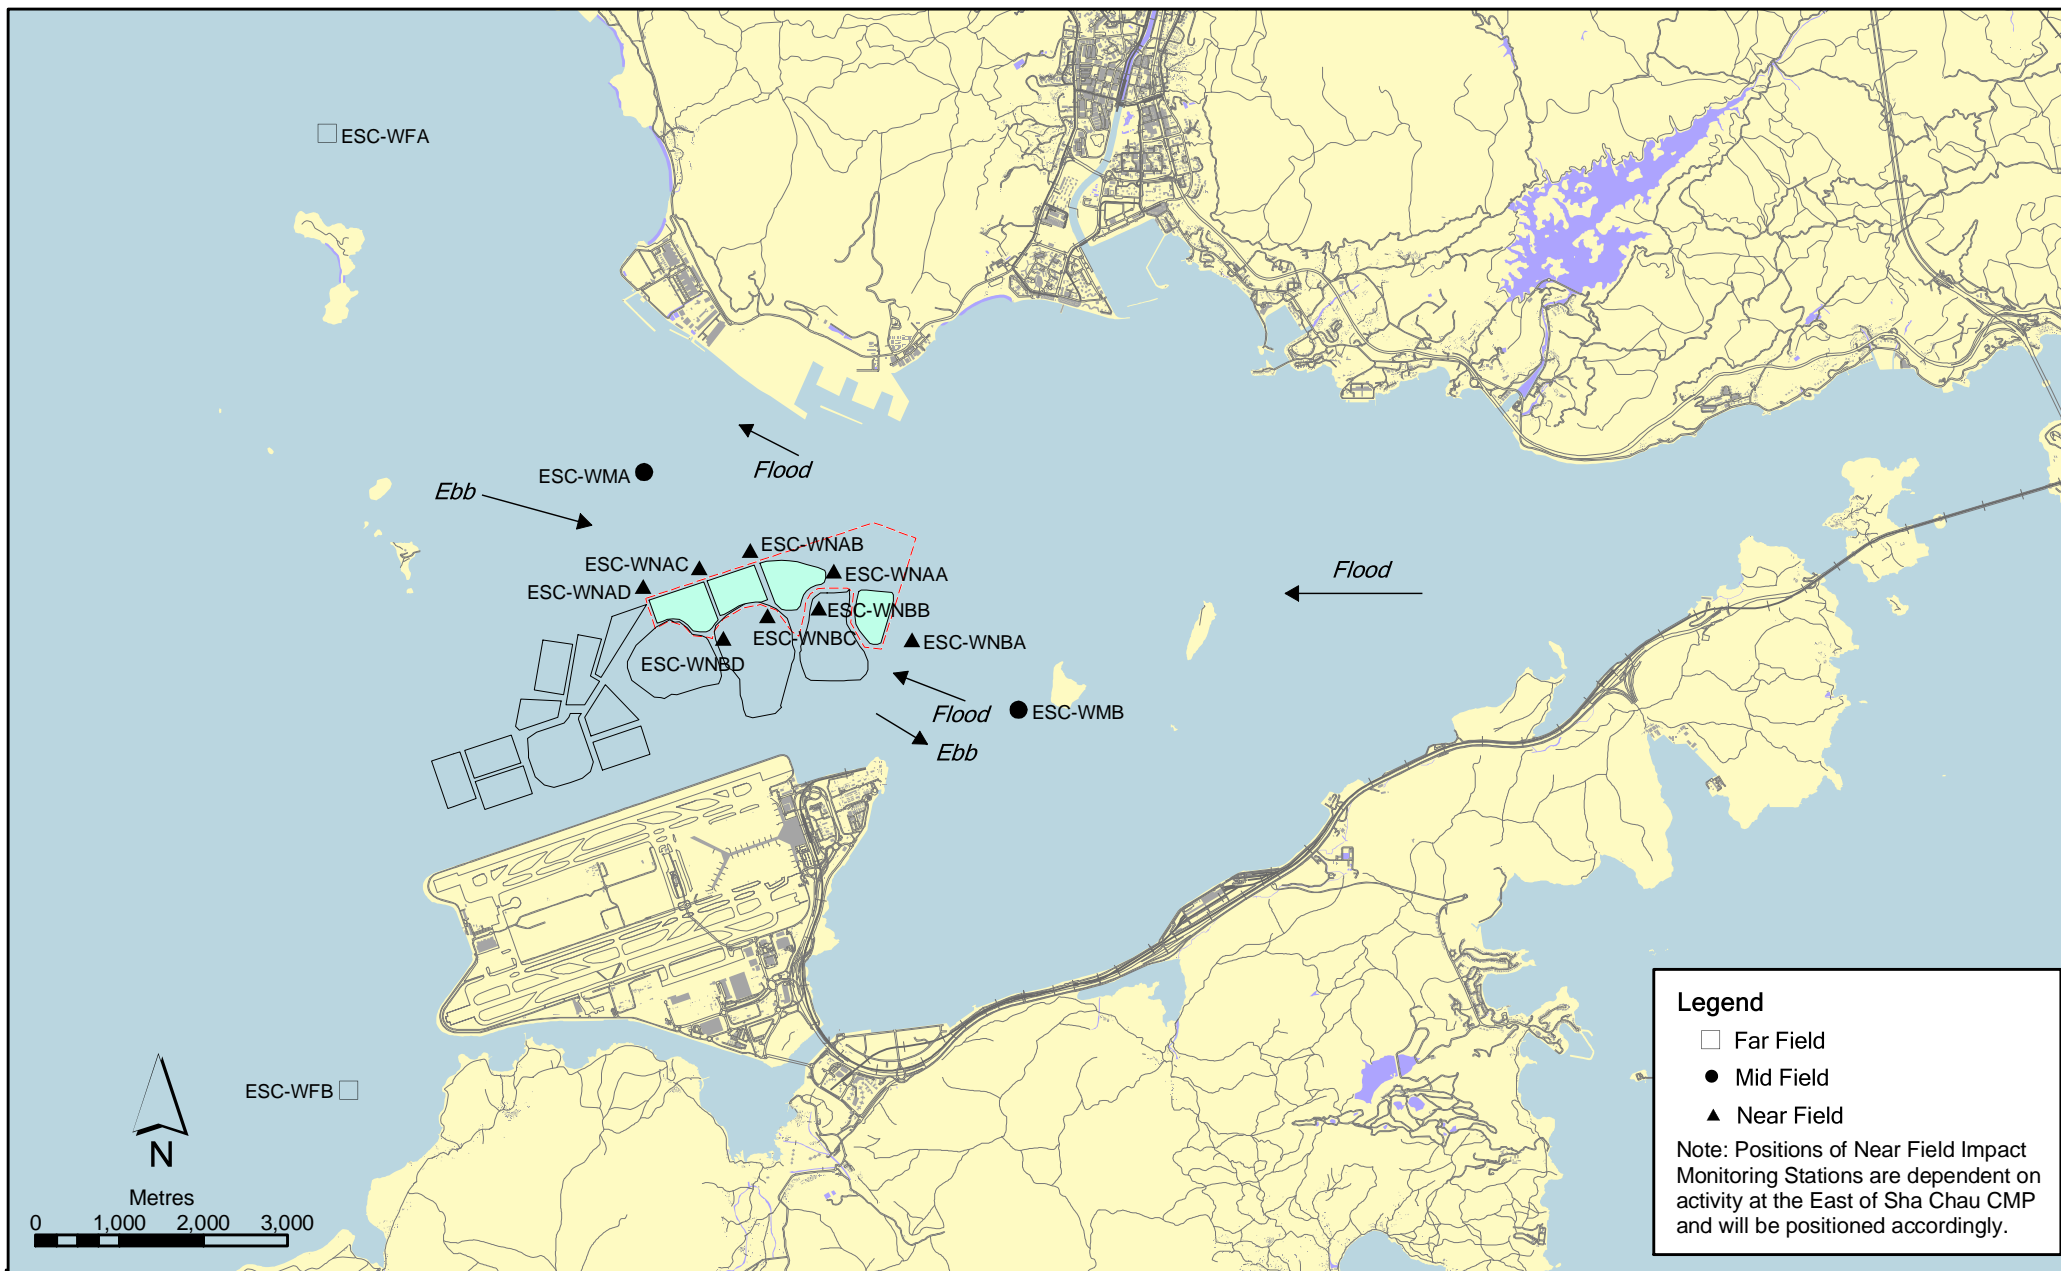 ESC-WFA
Flood
ESC-WMA
Ebb
ESC-WNAB
ESC-WNAC
ESC-WNAA
Flood
ESC-WNAD
ESC-WNBB
ESC-WNBC
ESC-WNBA
ESC-WNBD
Flood
ESC-WMB
Ebb
ESC-WFB
N
Metres
0 1,000 2,000 3,000
Legend
Far Field
Mid Field
Near Field
Note: Positions of Near Field Impact
Monitoring Stations are dependent on
activity at the East of Sha Chau CMP
and will be positioned accordingly.